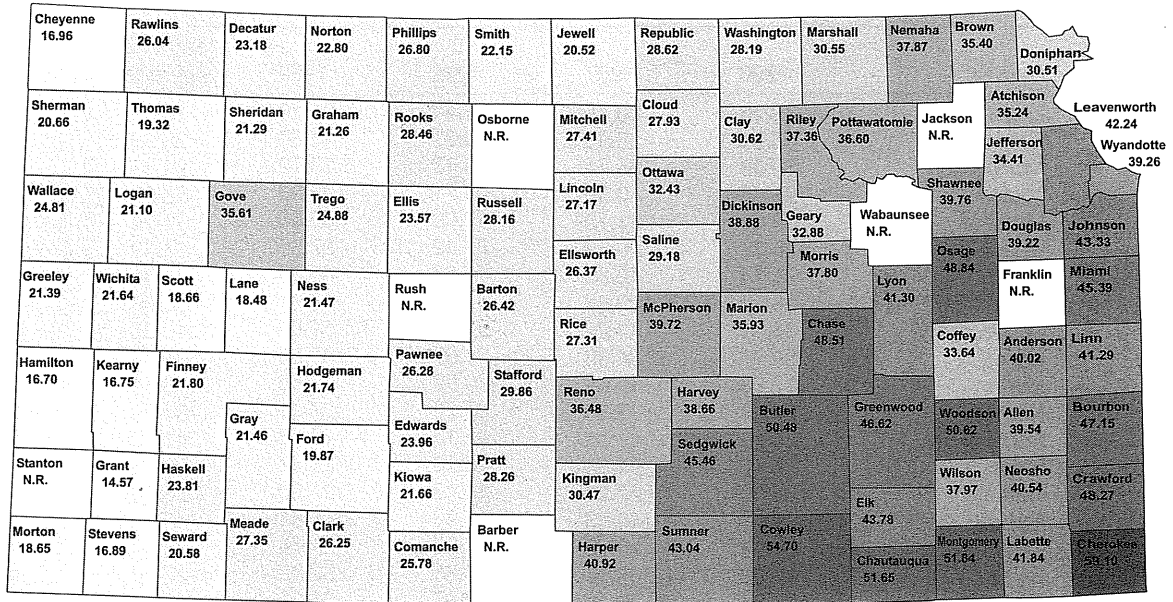 Cheyenne
16.96
Rawlins
26.04
Decatur
23.18
Norton
22.80
Phillips
26.80
Smith
22.15
Jewell
20.52
Republic
28.62
Washington
28.19
Marshall
30.55
Nemaha
37.87
Brown
35.40
Doniphan
30.51
Sherman
20.66
Thomas
19.32
Sheridan
21.29
Graham
21.26
Rooks
28.46
Osborne
N.R.
Mitchell
27.41
Cloud
27.93
Clay
30.62
Riley
37.36
Pottawatomie
36.60
Jackson
N.R.
Atchison
35.24
Jefferson
34.41
Leavenworth
42.24
Wyandotte
39.26
Wallace
24.81
Logan
21.10
Gove
35.61
Trego
24.88
Ellis
23.57
Russell
28.16
Lincoln
27.17
Ottawa
32.43
Dickinson
38.88
Geary
32.88
Wabaunsee
N.R.
Shawnee
39.76
Douglas
39.22
Johnson
43.33
Ellsworth
26.37
Saline
29.18
Morris
37.80
Osage
48.84
Greeley
21.39
Wichita
21.64
Scott
18.66
Lane
18.48
Ness
21.47
Rush
N.R.
Barton
26.42
Rice
27.31
McPherson
39.72
Marion
35.93
Chase
48.51
Lyon
41.30
Franklin
N.R.
Miami
45.39
Coffey
33.64
Anderson
40.02
Linn
41.29
Hamilton
16.70
Kearny
16.75
Finney
21.80
Hodgeman
21.74
Pawnee
26.28
Stafford
29.86
Reno
36.48
Harvey
38.66
Butler
50.48
Greenwood
46.62
Woodson
50.62
Allen
39.54
Bourbon
47.15
Gray
21.46
Ford
19.87
Edwards
23.96
Sedgwick
45.46
Stanton
N.R.
Grant
14.57
Haskell
23.81
Kiowa
21.66
Pratt
28.26
Kingman
30.47
Wilson
37.97
Neosho
40.54
Crawford
48.27
Elk
43.78
Morton
18.65
Stevens
16.89
Seward
20.58
Meade
27.35
Clark
26.25
Comanche
25.78
Barber
N.R.
Harper
40.92
Sumner
43.04
Cowley
54.70
Chautauqua
51.65
Montgomery
51.84
Labette
41.84
Cherokee
59.10